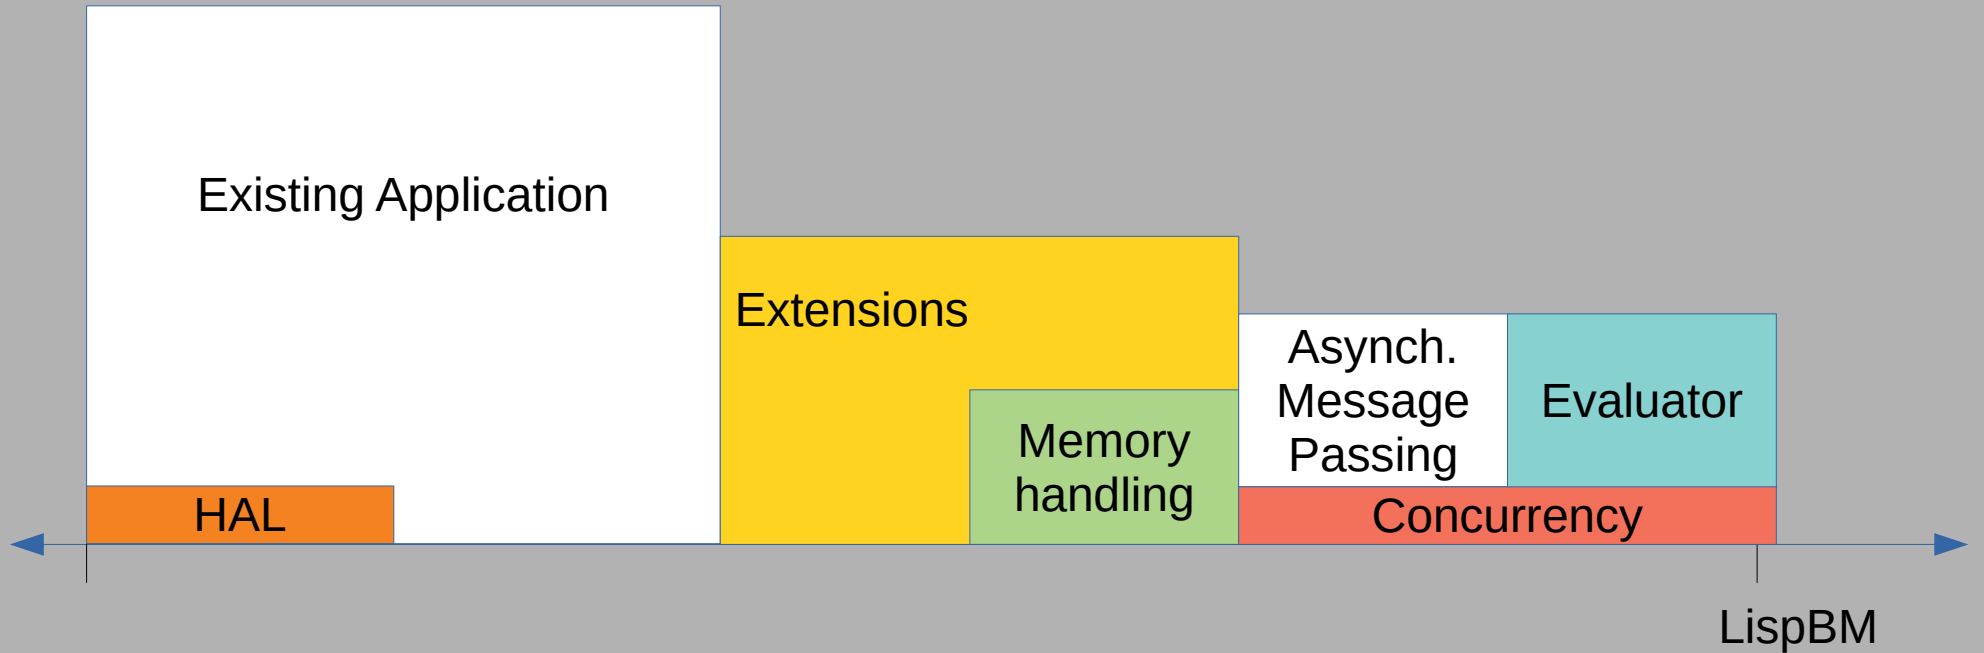 Existing Application
HAL
Extensions
Memory
handling
Asynch.
Message
Passing
Evaluator
Concurrency
LispBM